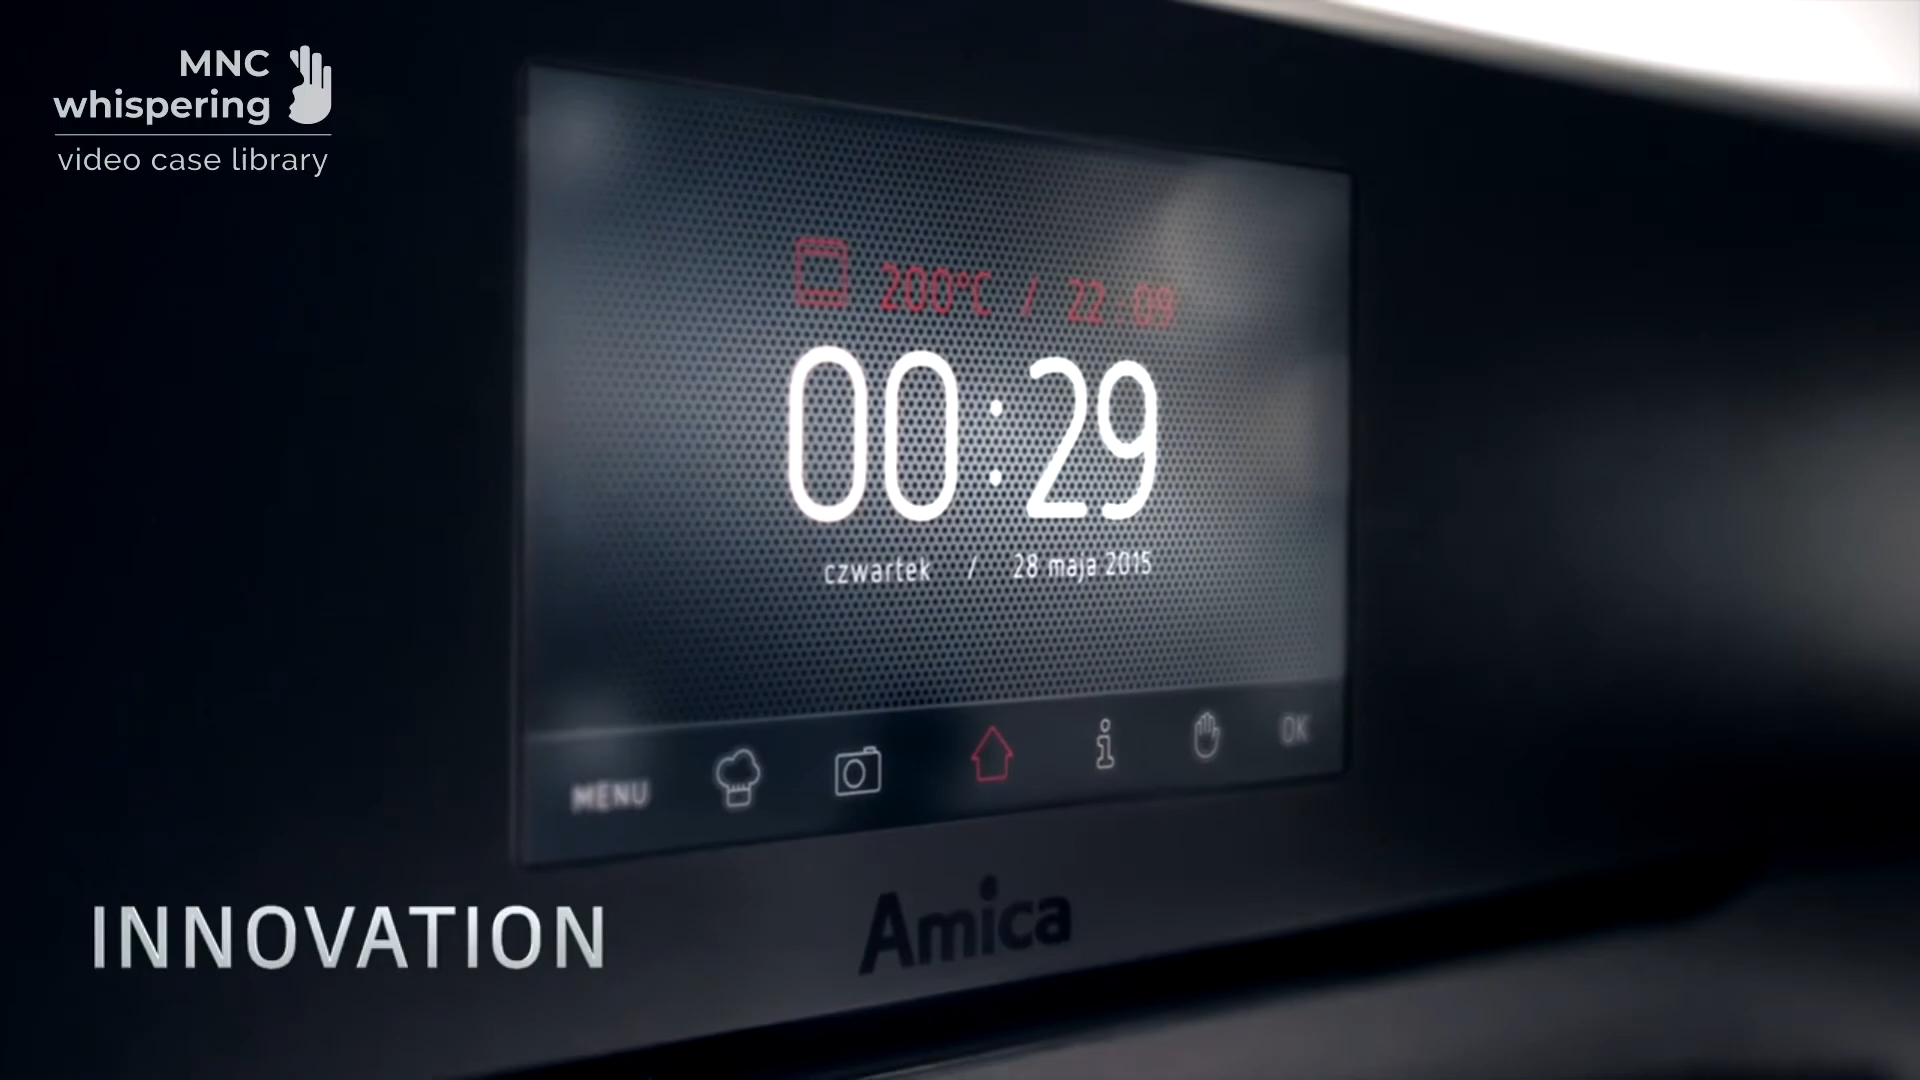 MNC
whispering
video case library
200°C / 22:09
00:29
czwartek / 28 maja 2015
MENU
OK
Amica
INNOVATION